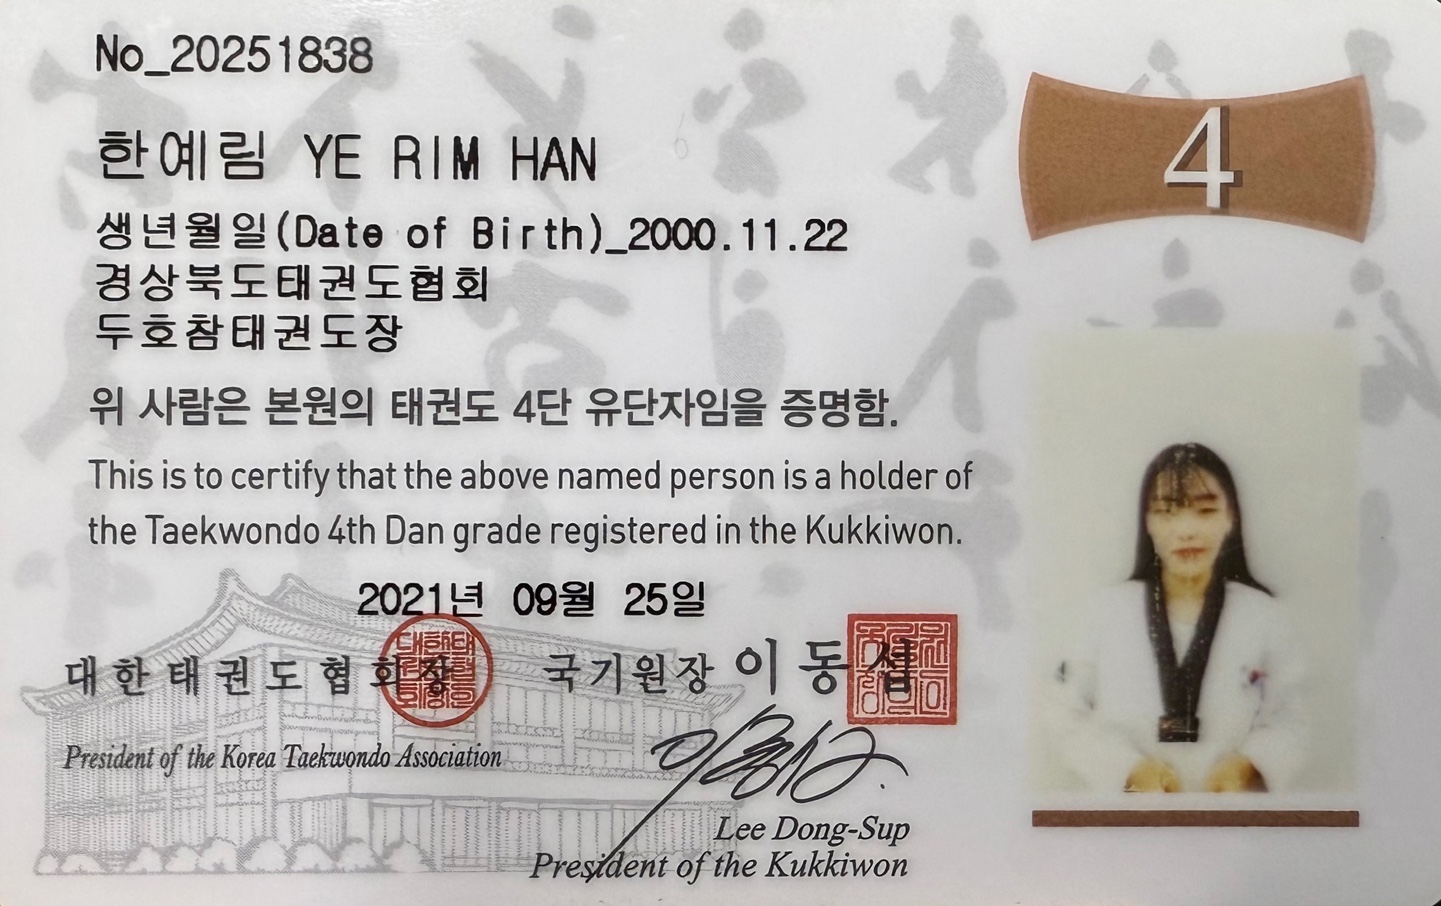 No_20251838
4
한예림 YE RIM HAN
생년월일(Date of Birth)_2000.11.22
경상북도태권도협회
두호참태권도장
위 사람은 본원의 태권도 4단 유단자임을 증명함.
This is to certify that the above named person is a holder of
the Taekwondo 4th Dan grade registered in the Kukkiwon.
2021년 09월 25일
대한태권도협회장 국기원장 이동섭
President of the Korea Taekwondo Association
Lee Dong-Sup
President of the Kukkiwon